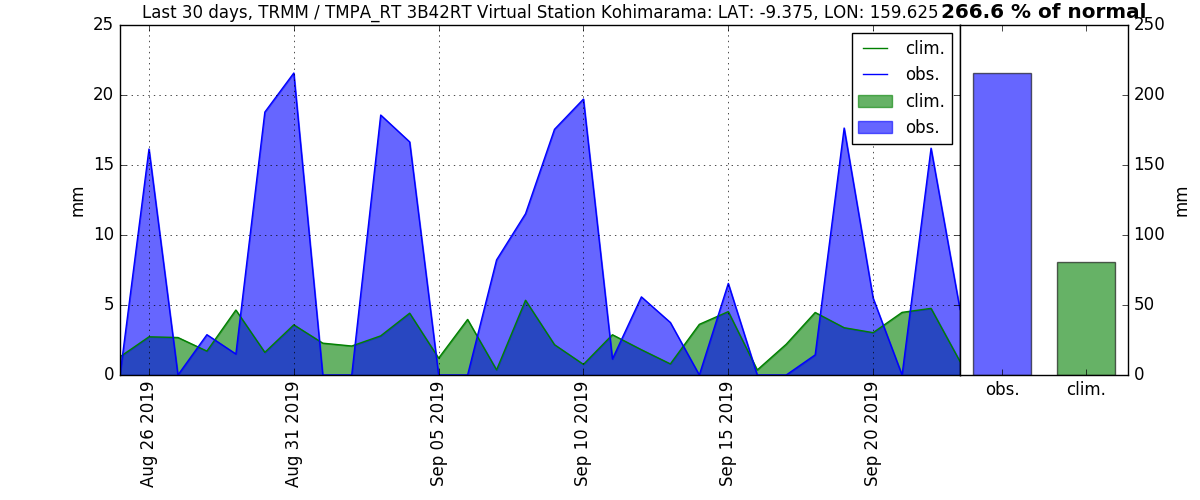 Last 30 days, TRMM / TMPA_RT 3B42RT Virtual Station Kohimarama: LAT: -9.375, LON: 159.625 266.6 % of normal
clim.
obs.
clim.
obs.
25
20
15
10
5
0
mm
250
200
150
100
50
0
mm
Aug 26 2019
Aug 31 2019
Sep 05 2019
Sep 10 2019
Sep 15 2019
Sep 20 2019
obs. clim.